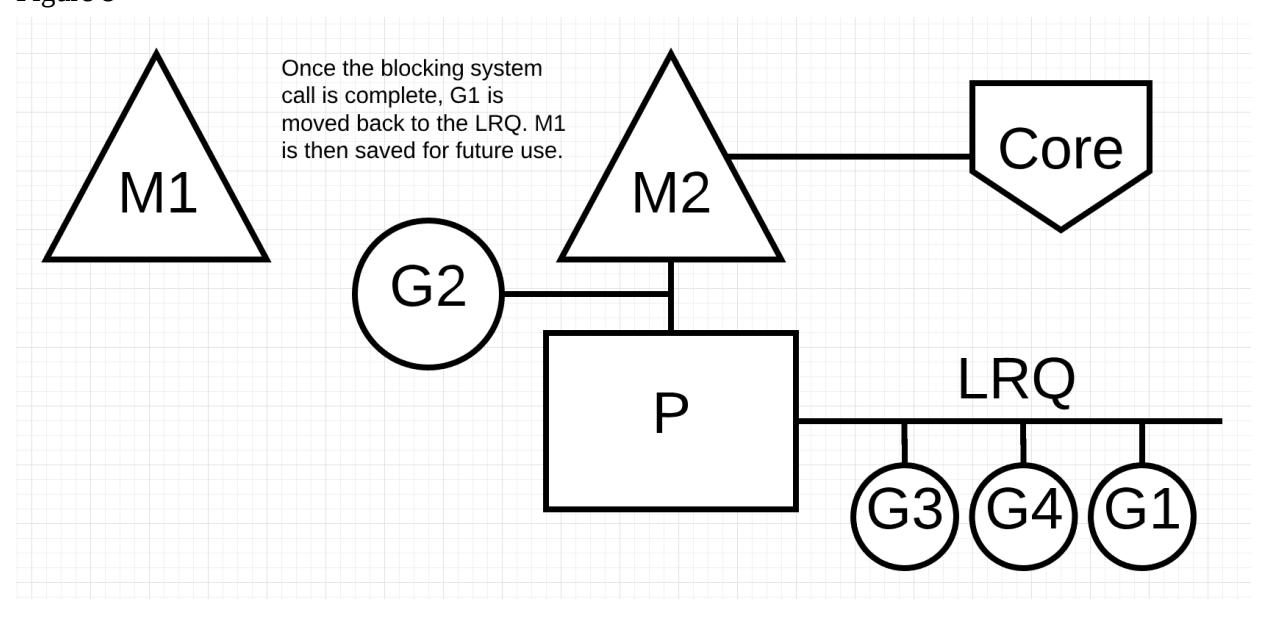 Once the blocking system
call is complete, G1 is
moved back to the LRQ. M1
is then saved for future use.
M1
M2
Core
G2
P
LRQ
G3 G4 G1